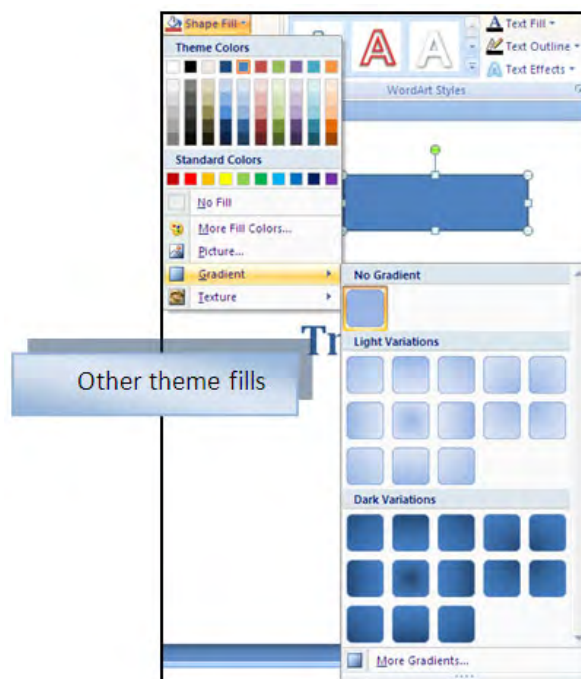 Shape Fill
Text Fill
Text Outline
Text Effects
WordArt Styles
Theme Colors
Standard Colors
No Fill
More Fill Colors...
Picture...
Gradient
Texture
No Gradient
Tr
Light Variations
Other theme fills
Dark Variations
More Gradients...